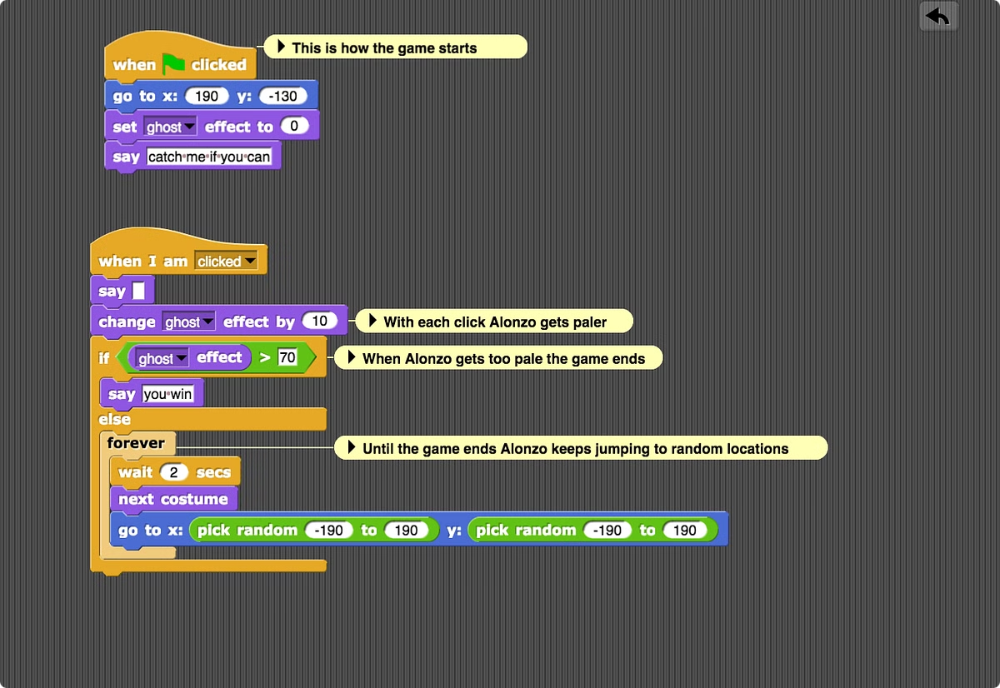 This is how the game starts
when clicked
go to x: 190 y: -130
set ghost effect to 0
say catch me if you can
when I am clicked
say
change ghost effect by 10 With each click Alonzo gets paler
if ghost effect > 70 When Alonzo gets too pale the game ends
say you win
else
forever Until the game ends Alonzo keeps jumping to random locations
wait 2 secs
next costume
go to x: pick random -190 to 190 y: pick random -190 to 190